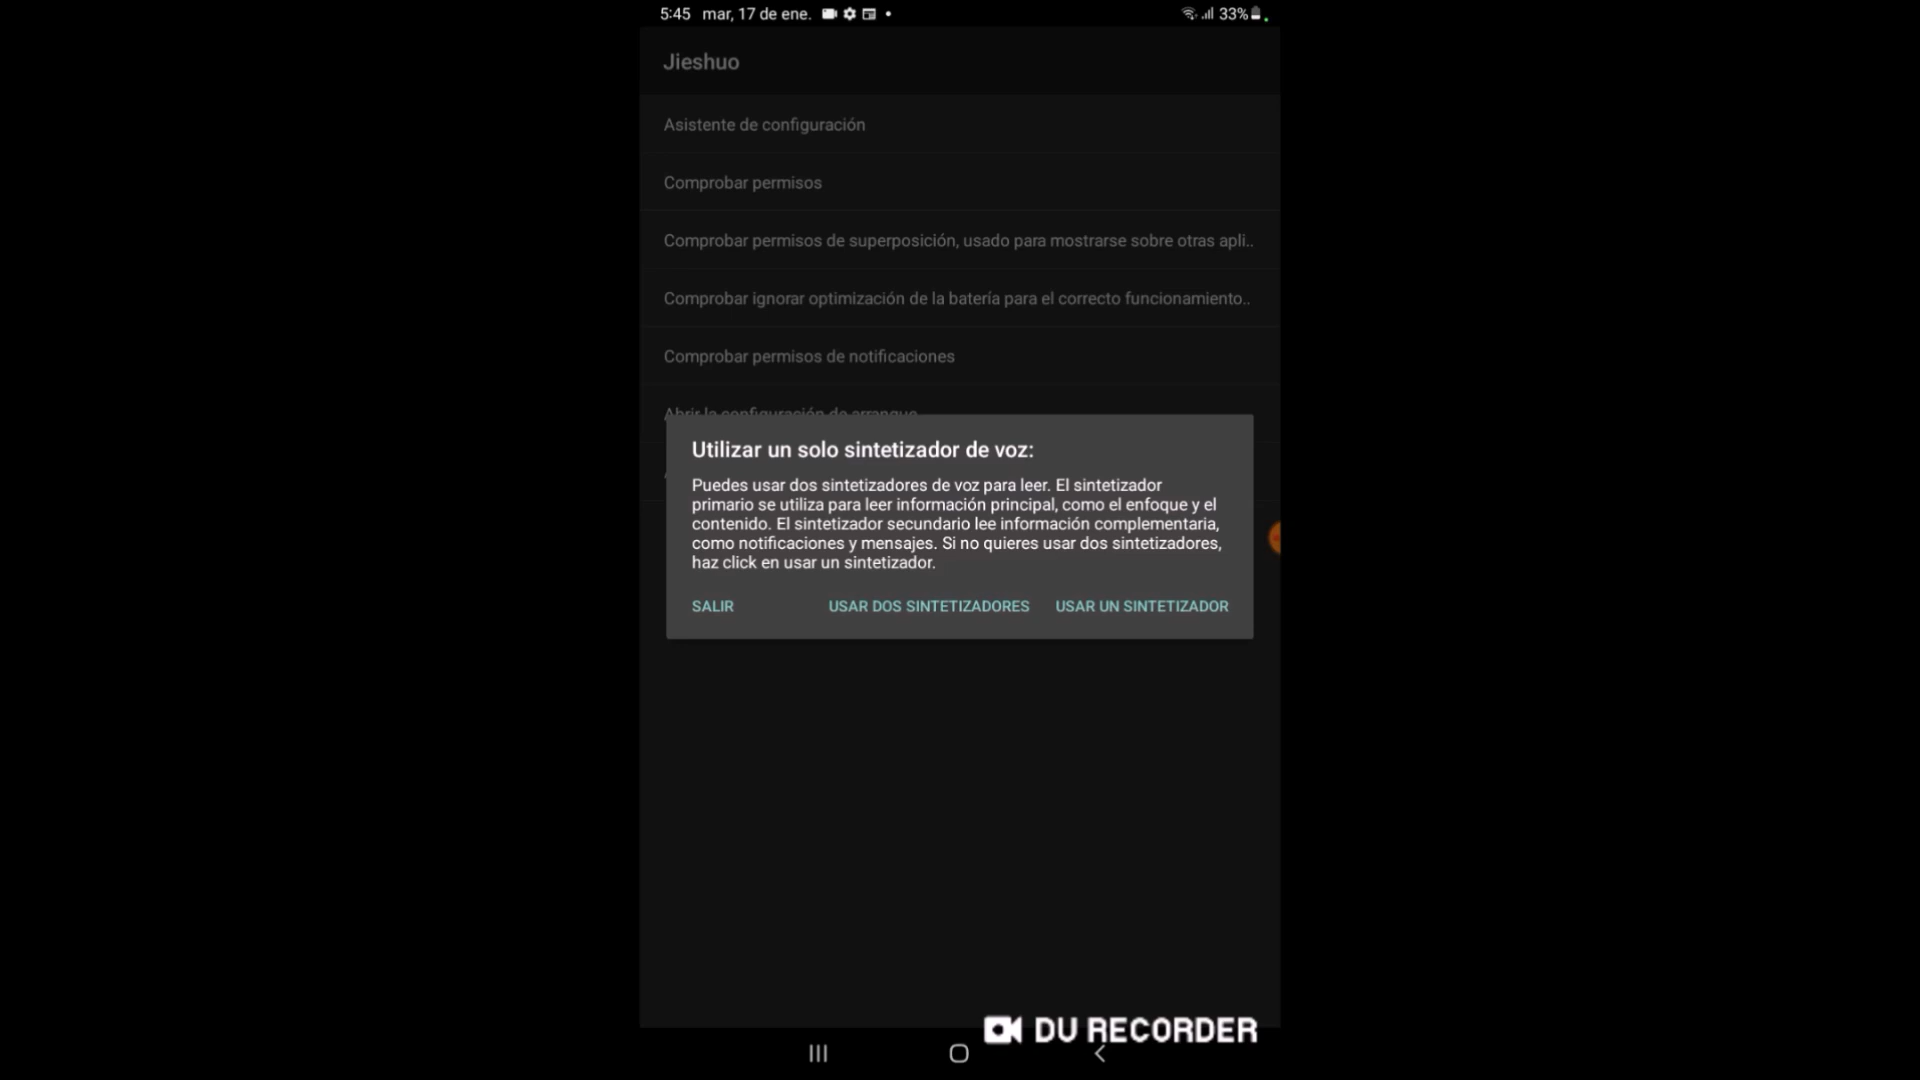 5:45 mar, 17 de ene. 33%
Jieshuo
Asistente de configuración
Comprobar permisos
Comprobar permisos de superposición, usado para mostrarse sobre otras apli..
Comprobar ignorar optimización de la batería para el correcto funcionamiento..
Comprobar permisos de notificaciones
Abrir la configuración de arranque
Utilizar un solo sintetizador de voz:
Puedes usar dos sintetizadores de voz para leer. El sintetizador
primario se utiliza para leer información principal, como el enfoque y el
contenido. El sintetizador secundario lee información complementaria,
como notificaciones y mensajes. Si no quieres usar dos sintetizadores,
haz click en usar un sintetizador.
SALIR USAR DOS SINTETIZADORES USAR UN SINTETIZADOR
DU RECORDER